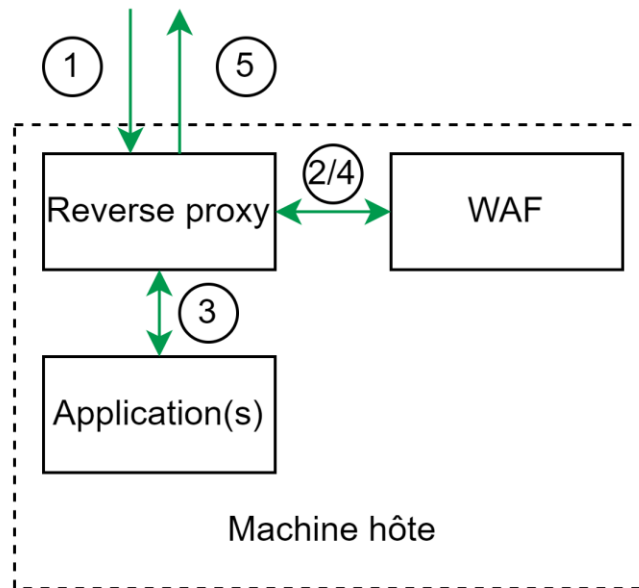 1
5
2/4
Reverse proxy
WAF
3
Application(s)
Machine hôte